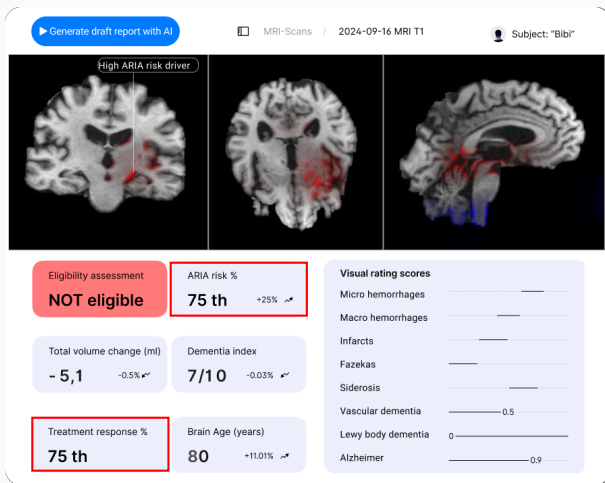 Generate draft report with AI
MRI-Scans / 2024-09-16 MRI T1
Subject: "Bibi"
High ARIA risk driver
Eligibility assessment
NOT eligible
ARIA risk %
75 th +25%
Total volume change (ml)
- 5,1 -0.5%
Dementia index
7/10 -0.03%
Treatment response %
75 th
Brain Age (years)
80 +11.01%
Visual rating scores
Micro hemorrhages
Macro hemorrhages
Infarcts
Fazekas
Siderosis
Vascular dementia 0.5
Lewy body dementia 0
Alzheimer 0.9